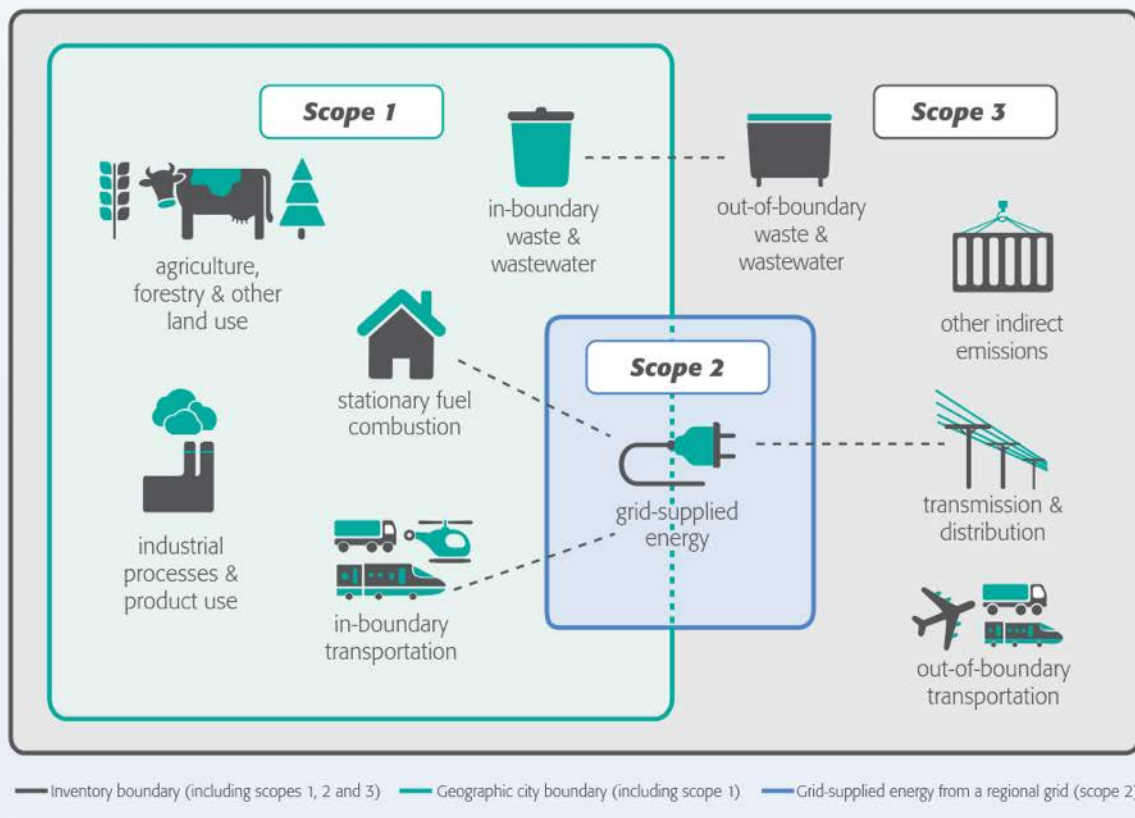 Scope 1
Scope 3
in-boundary
waste &
wastewater
out-of-boundary
waste &
wastewater
agriculture,
forestry & other
land use
other indirect
emissions
Scope 2
stationary fuel
combustion
grid-supplied
energy
transmission &
distribution
industrial
processes &
product use
in-boundary
transportation
out-of-boundary
transportation
Inventory boundary (including scopes 1, 2 and 3)
Geographic city boundary (including scope 1)
Grid-supplied energy from a regional grid (scope 2)